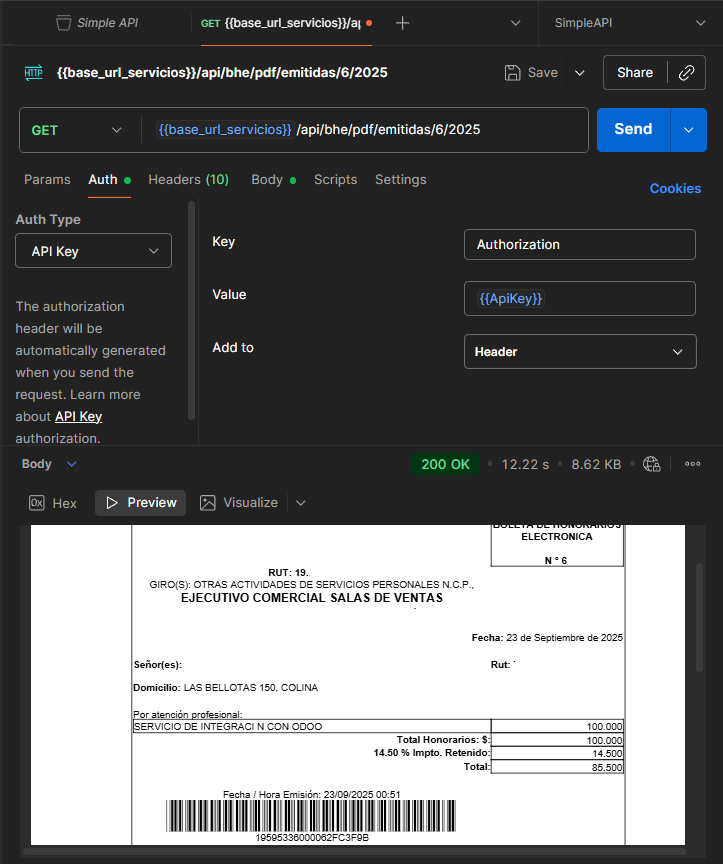 Simple API
GET {{base_url_servicios}}/a
SimpleAPI
HTTP {{base_url_servicios}}/api/bhe/pdf/emitidas/6/2025
Save
Share
GET
{{base_url_servicios}} /api/bhe/pdf/emitidas/6/2025
Send
Params Auth Headers (10) Body Scripts Settings
Cookies
Auth Type
API Key
The authorization
header will be
automatically generated
when you send the
request. Learn more
about API Key
authorization.
Key
Authorization
Value
{{ApiKey}}
Add to
Header
Body
200 OK 12.22 s 8.62 KB
0x Hex Preview Visualize
BOLETA DE HONORARIOS
ELECTRONICA
N ° 6
RUT: 19.
GIRO(S): OTRAS ACTIVIDADES DE SERVICIOS PERSONALES N.C.P.,
EJECUTIVO COMERCIAL SALAS DE VENTAS
Fecha: 23 de Septiembre de 2025
Señor(es):
Rut:
Domicilio: LAS BELLOTAS 150, COLINA
Por atención profesional:
SERVICIO DE INTEGRACI N CON ODOO 100.000
Total Honorarios: $: 100.000
14.50 % Impto. Retenido: 14.500
Total: 85.500
Fecha / Hora Emisión: 23/09/2025 00:51
19595336000062FC3F9B